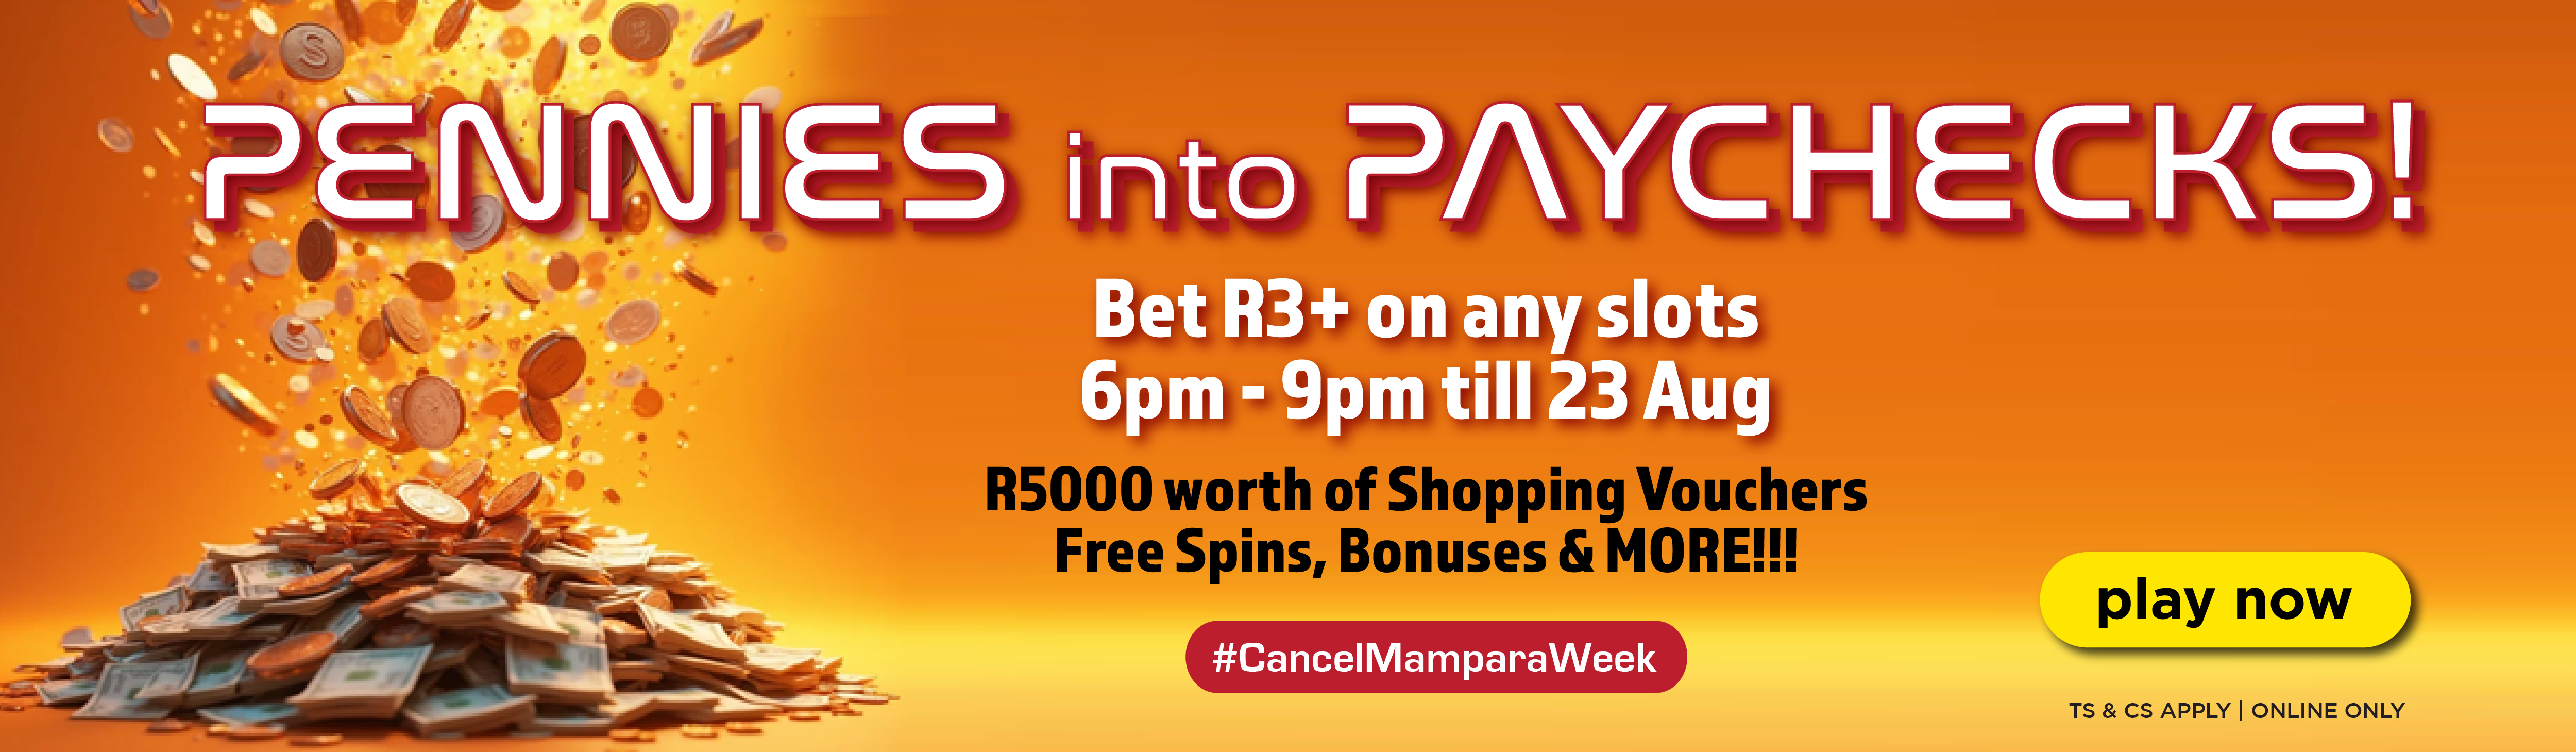 PENNIES into PAYCHECKS!
Bet R3+ on any slots
6pm - 9pm till 23 Aug
R5000 worth of Shopping Vouchers
Free Spins, Bonuses & MORE!!!
#CancelMamparaWeek
play now
TS & CS APPLY | ONLINE ONLY